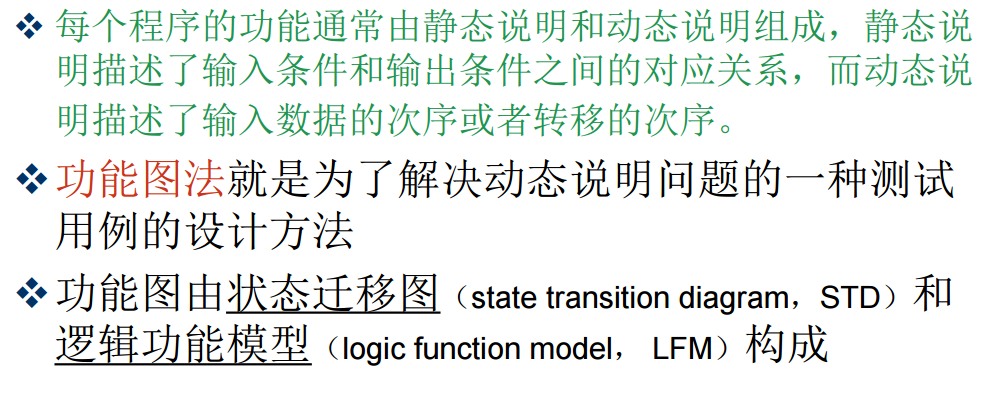 ❖ 每个程序的功能通常由静态说明和动态说明组成，静态说
明描述了输入条件和输出条件之间的对应关系，而动态说
明描述了输入数据的次序或者转移的次序。
❖ 功能图法就是为了解决动态说明问题的一种测试
用例的设计方法
❖ 功能图由状态迁移图（state transition diagram，STD）和
逻辑功能模型（logic function model， LFM）构成